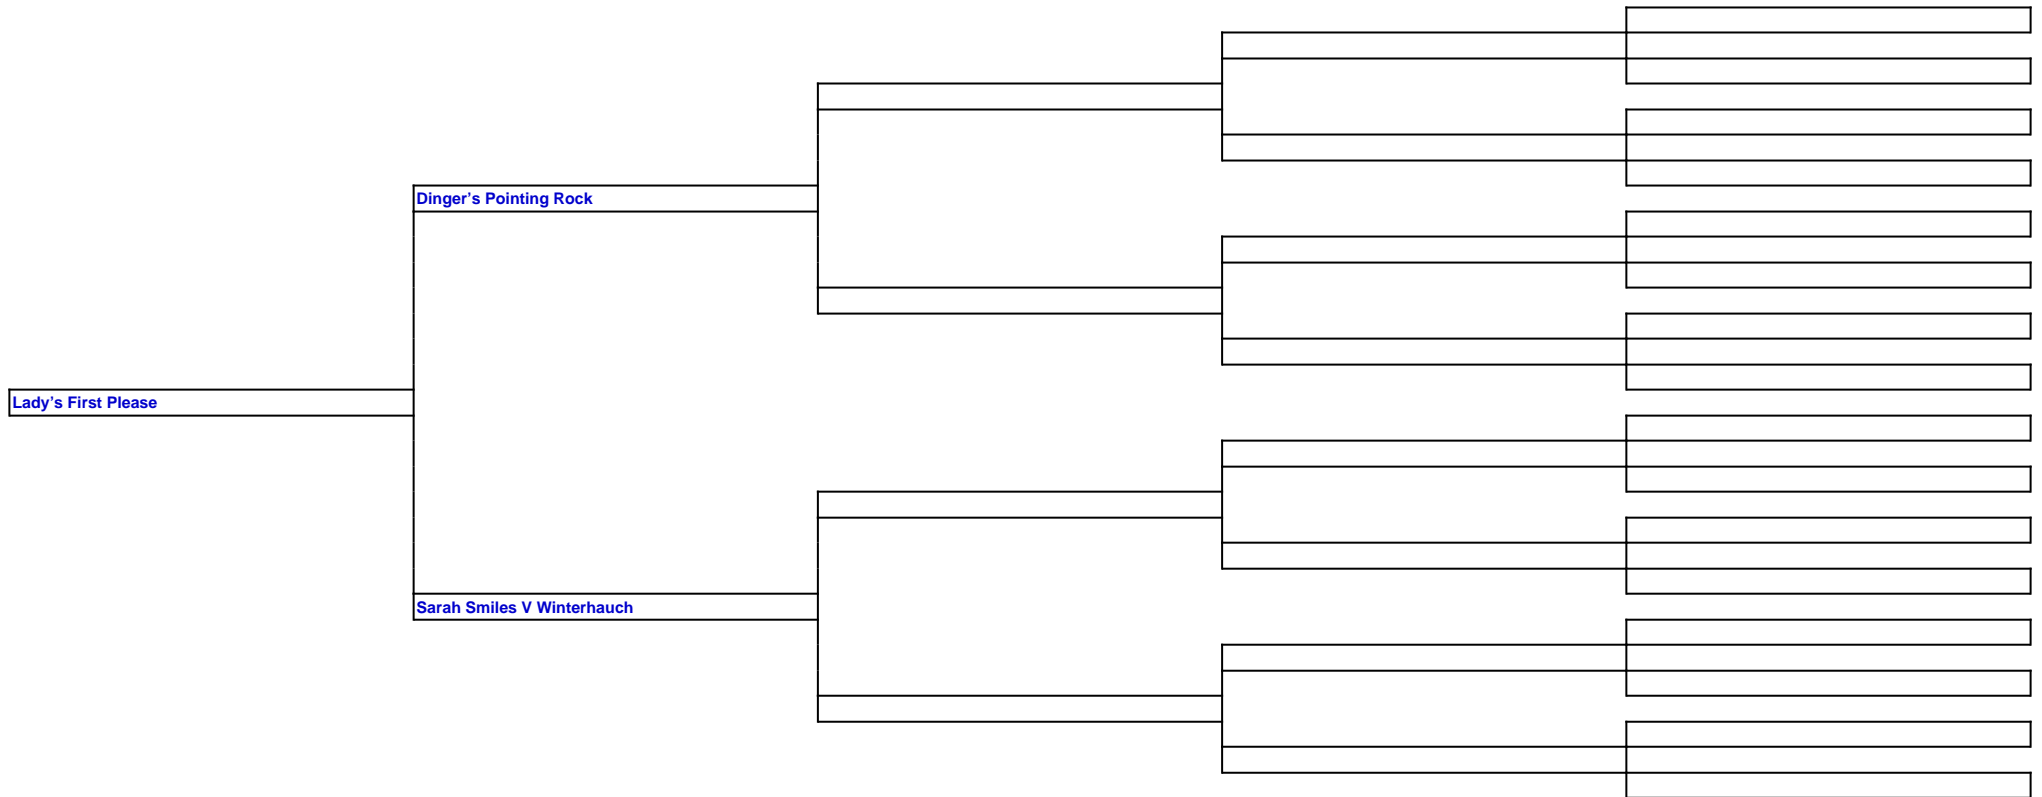 Dinger’s Pointing Rock
Lady’s First Please
Sarah Smiles V Winterhauch